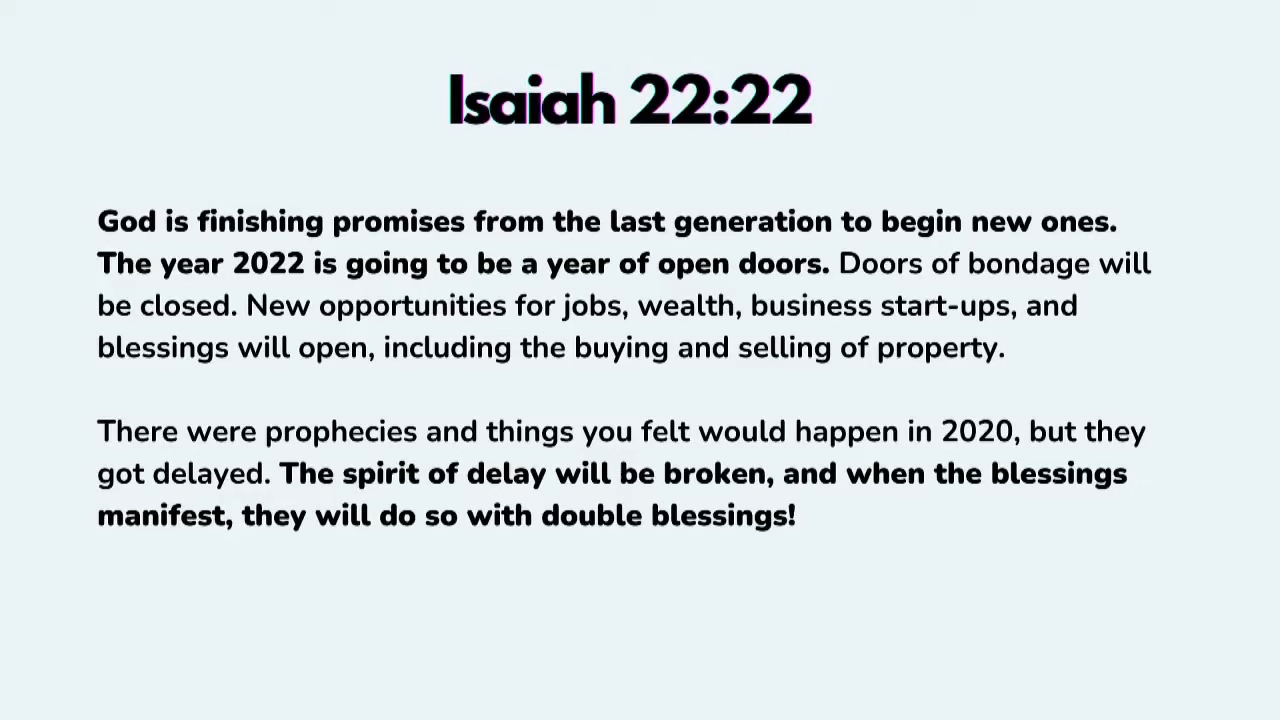 Isaiah 22:22
God is finishing promises from the last generation to begin new ones.
The year 2022 is going to be a year of open doors. Doors of bondage will
be closed. New opportunities for jobs, wealth, business start-ups, and
blessings will open, including the buying and selling of property.
There were prophecies and things you felt would happen in 2020, but they
got delayed. The spirit of delay will be broken, and when the blessings
manifest, they will do so with double blessings!